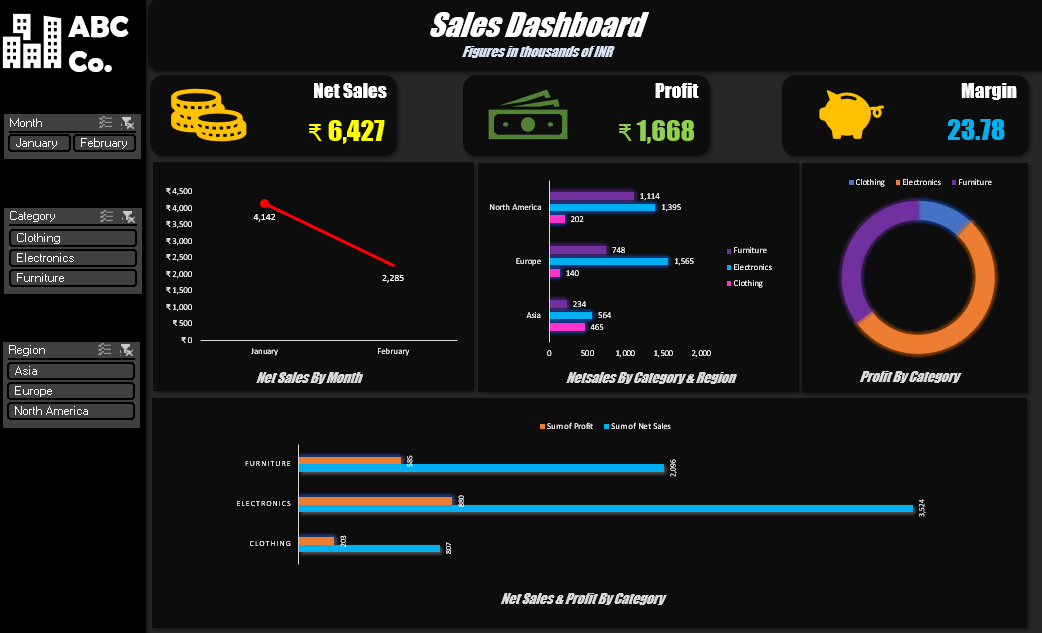 ABC
Co.
Sales Dashboard
Figures in thousands of INR
Net Sales
₹ 6,427
Profit
₹ 1,668
Margin
23.78
Month
January
February
Category
Clothing
Electronics
Furniture
Region
Asia
Europe
North America
₹ 4,500
₹ 4,000
₹ 3,500
₹ 3,000
₹ 2,500
₹ 2,000
₹ 1,500
₹ 1,000
₹ 500
₹ 0
4,142
2,285
January
February
Net Sales By Month
North America
Europe
Asia
1,114
1,395
202
748
1,565
140
234
564
465
0
500
1,000
1,500
2,000
Furniture
Electronics
Clothing
Netsales By Category & Region
Clothing
Electronics
Furniture
Profit By Category
Sum of Profit
Sum of Net Sales
FURNITURE
585
2,096
ELECTRONICS
880
3,524
CLOTHING
203
807
Net Sales & Profit By Category